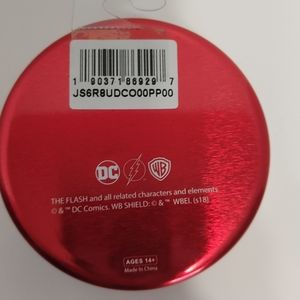 1 90371 86929 7
JS6R8UDCO00PP00
DC
WB
THE FLASH and all related characters and elements
© & ™ DC Comics. WB SHIELD: © & ™ WBEI. (s18)
AGES 14+
Made in China